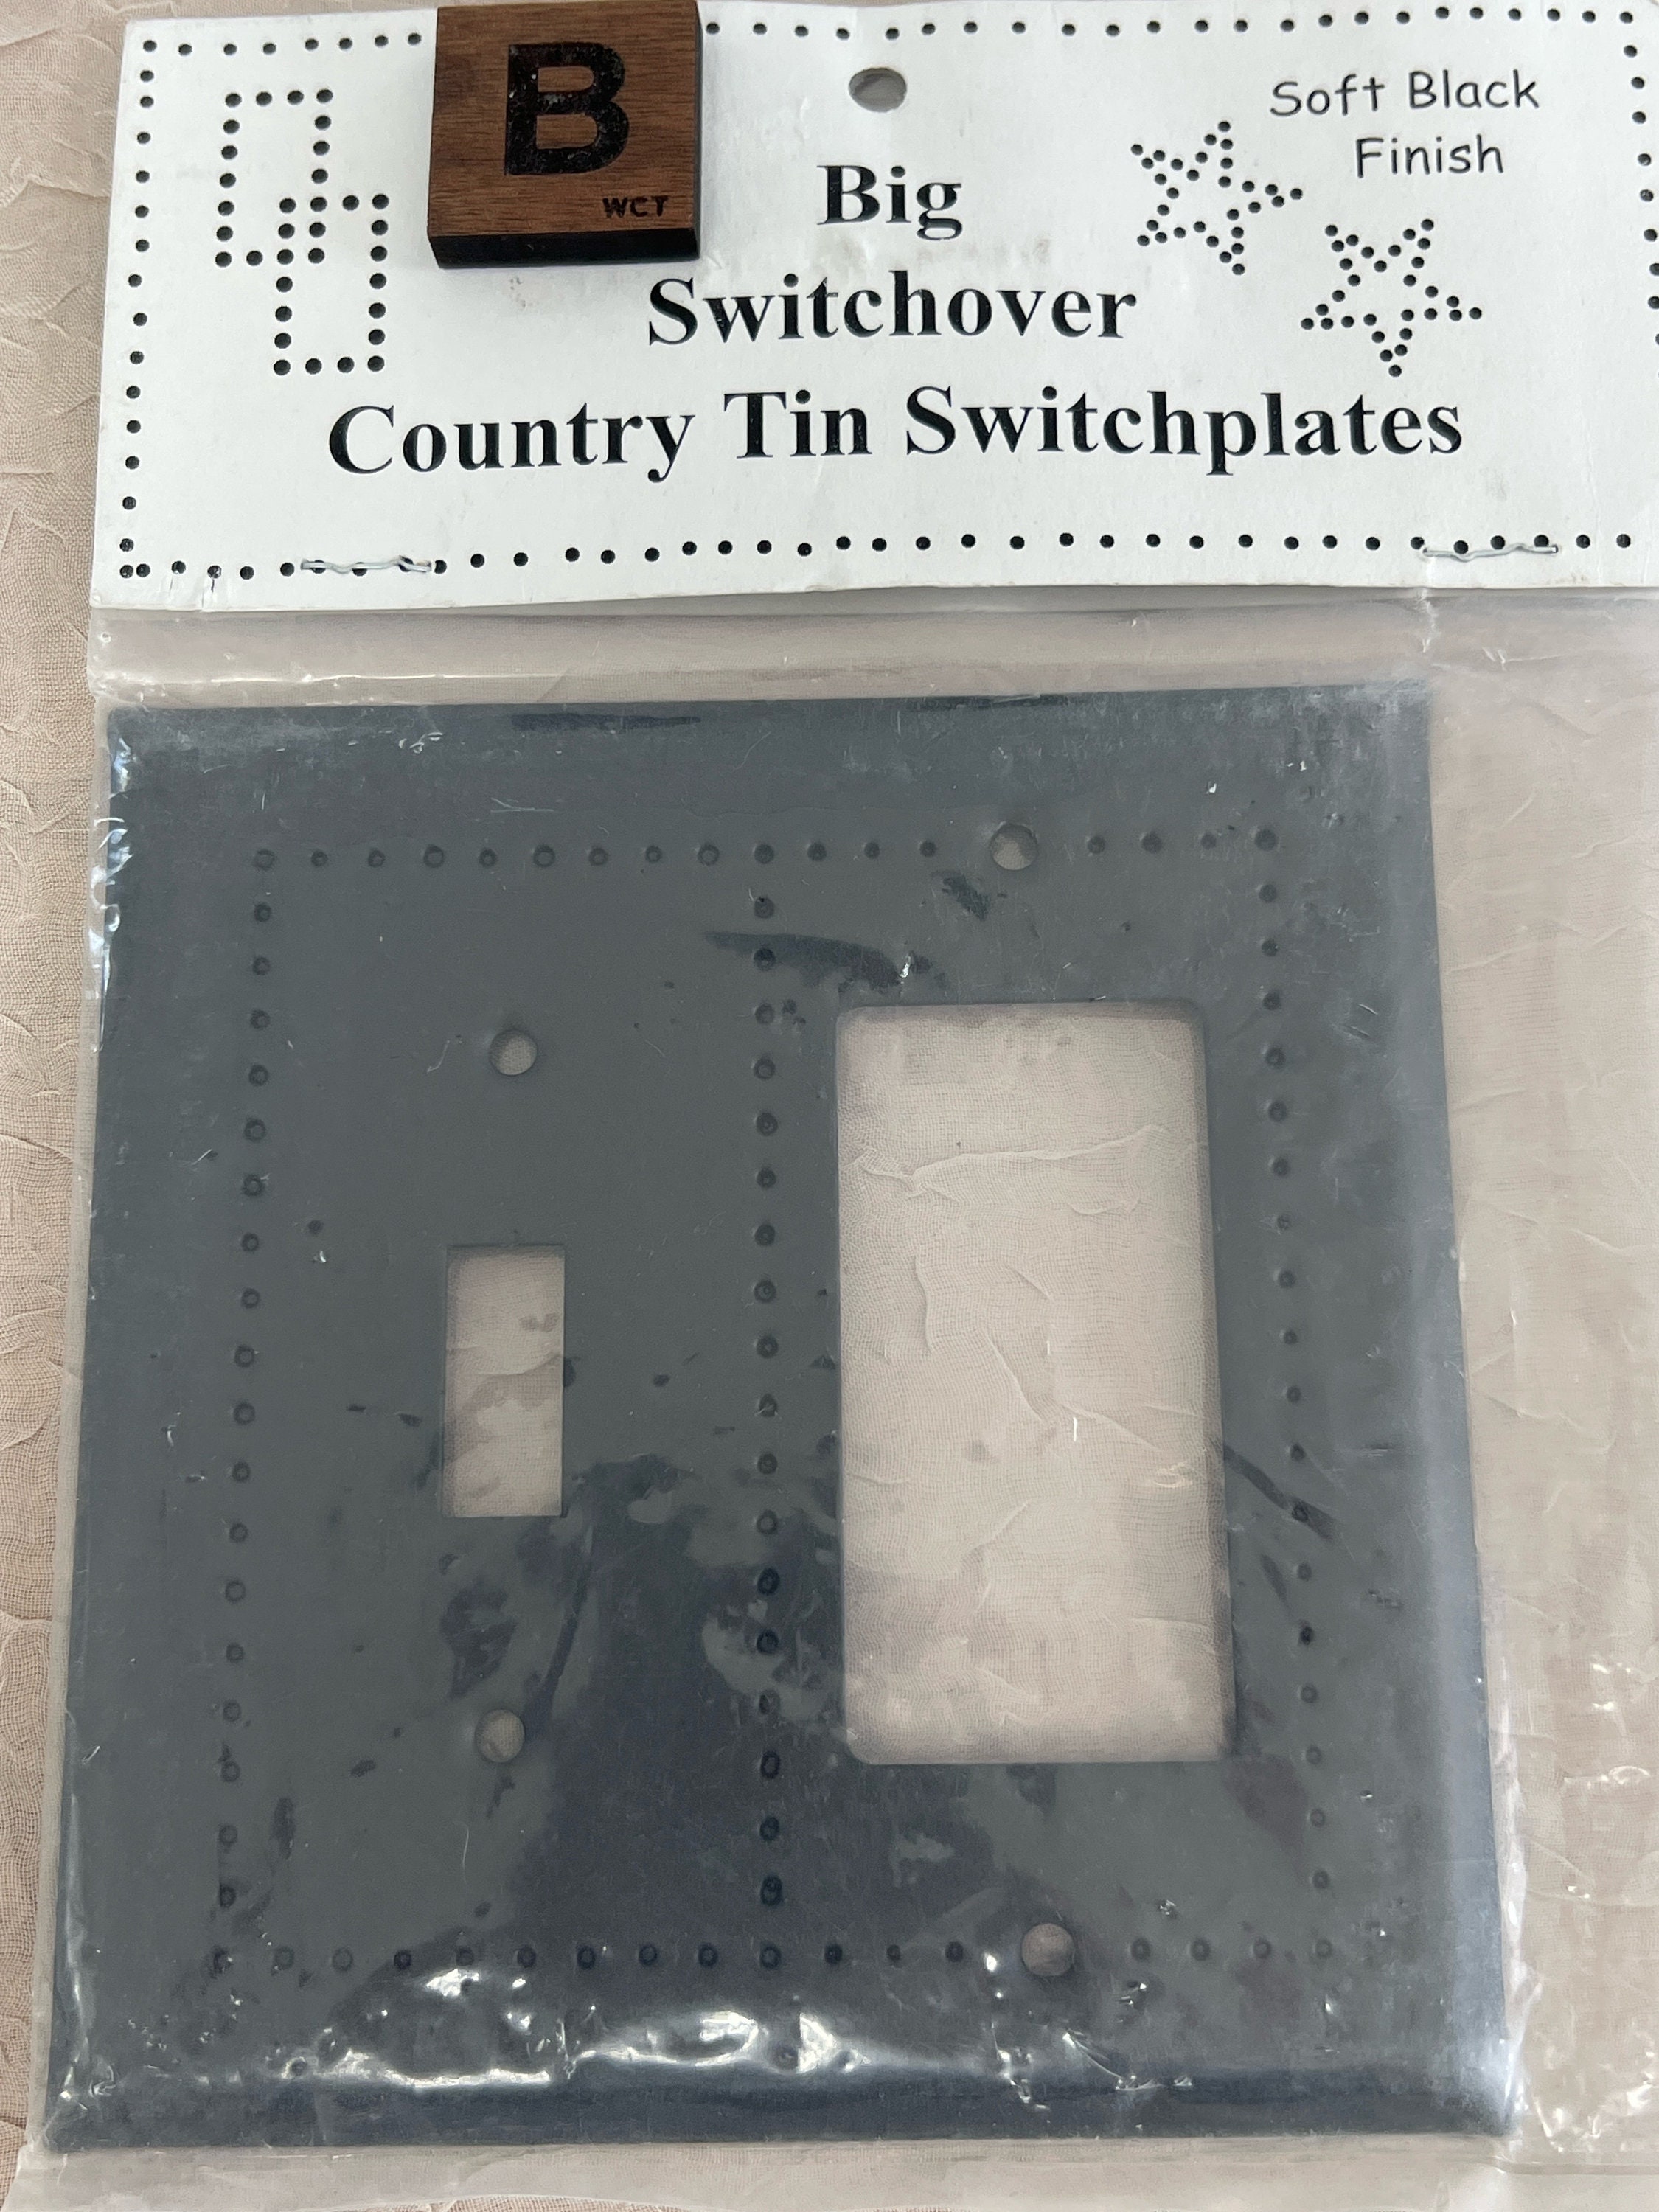 B
WCT
Soft Black
Finish
Big
Switchover
Country Tin Switchplates